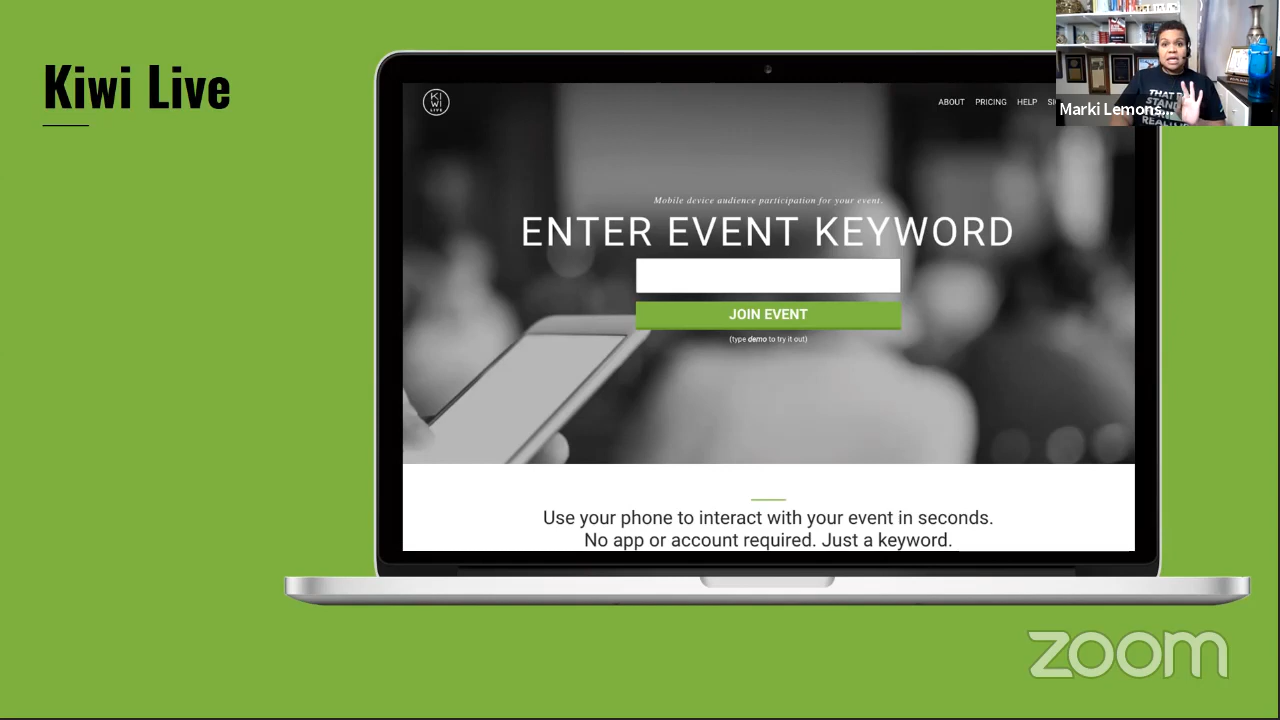 Kiwi Live
KIWI LIVE
ABOUT PRICING HELP
Marki Lemons...
Mobile device audience participation for your event.
ENTER EVENT KEYWORD
JOIN EVENT
(type demo to try it out)
Use your phone to interact with your event in seconds.
No app or account required. Just a keyword.
zoom